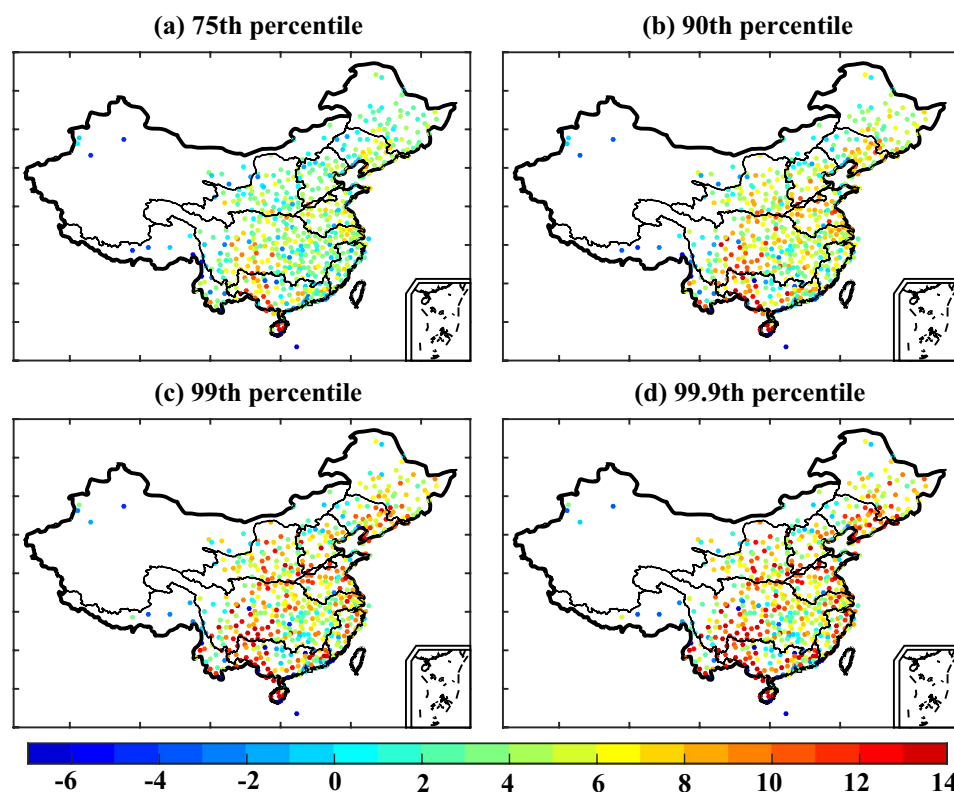 (a) 75th percentile
(b) 90th percentile
(c) 99th percentile
(d) 99.9th percentile
-6 -4 -2 0 2 4 6 8 10 12 14